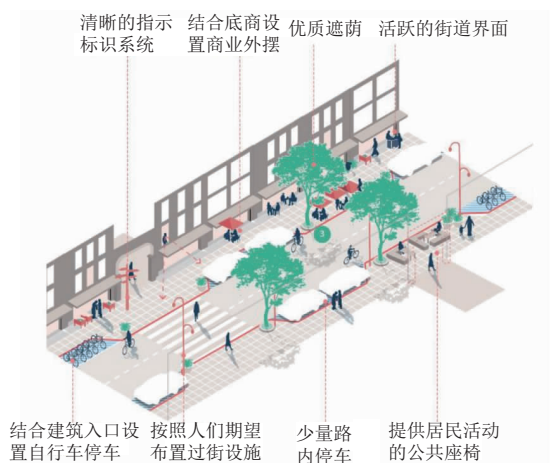 清晰的指示
标识系统
结合底商设
置商业外摆
优质遮荫
活跃的街道界面
3
结合建筑入口设
置自行车停车
按照人们期望
布置过街设施
少量路
内停车
提供居民活动
的公共座椅